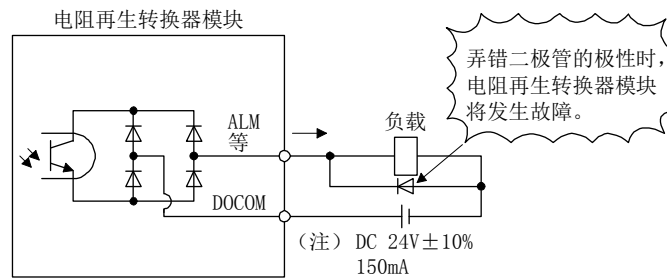 电阻再生转换器模块
弄错二极管的极性时，
电阻再生转换器模块
将发生故障。
ALM
等
负载
DOCOM
（注） DC 24V±10%
150mA